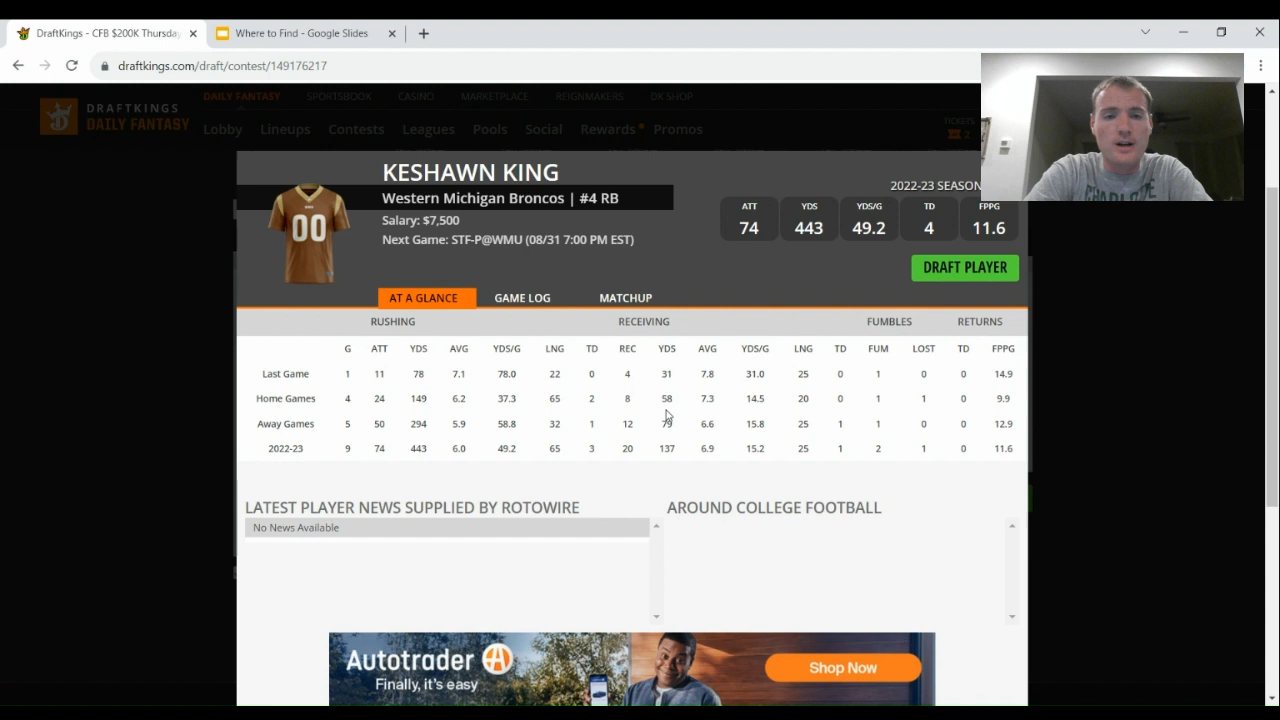 DraftKings - CFB $200K Thursday
Where to Find - Google Slides
draftkings.com/draft/contest/149176217
DRAFTKINGS
DAILY FANTASY
DAILY FANTASY SPORTSBOOK CASINO MARKETPLACE REIGNMAKERS DK SHOP
Lobby Lineups Contests Leagues Pools Social Rewards Promos
TICKETS
2
KESHAWN KING
Western Michigan Broncos | #4 RB
Salary: $7,500
Next Game: STF-P@WMU (08/31 7:00 PM EST)
00
2022-23 SEASON
ATT YDS YDS/G TD FPPG
74 443 49.2 4 11.6
DRAFT PLAYER
AT A GLANCE GAME LOG MATCHUP
RUSHING RECEIVING FUMBLES RETURNS
G ATT YDS AVG YDS/G LNG TD REC YDS AVG YDS/G LNG TD FUM LOST TD FPPG
Last Game 1 11 78 7.1 78.0 22 0 4 31 7.8 31.0 25 0 1 0 0 14.9
Home Games 4 24 149 6.2 37.3 65 2 8 58 7.3 14.5 20 0 1 1 0 9.9
Away Games 5 50 294 5.9 58.8 32 1 12 79 6.6 15.8 25 1 1 0 0 12.9
2022-23 9 74 443 6.0 49.2 65 3 20 137 6.9 15.2 25 1 2 1 0 11.6
LATEST PLAYER NEWS SUPPLIED BY ROTOWIRE
AROUND COLLEGE FOOTBALL
No News Available
Autotrader
Finally, it's easy
Shop Now